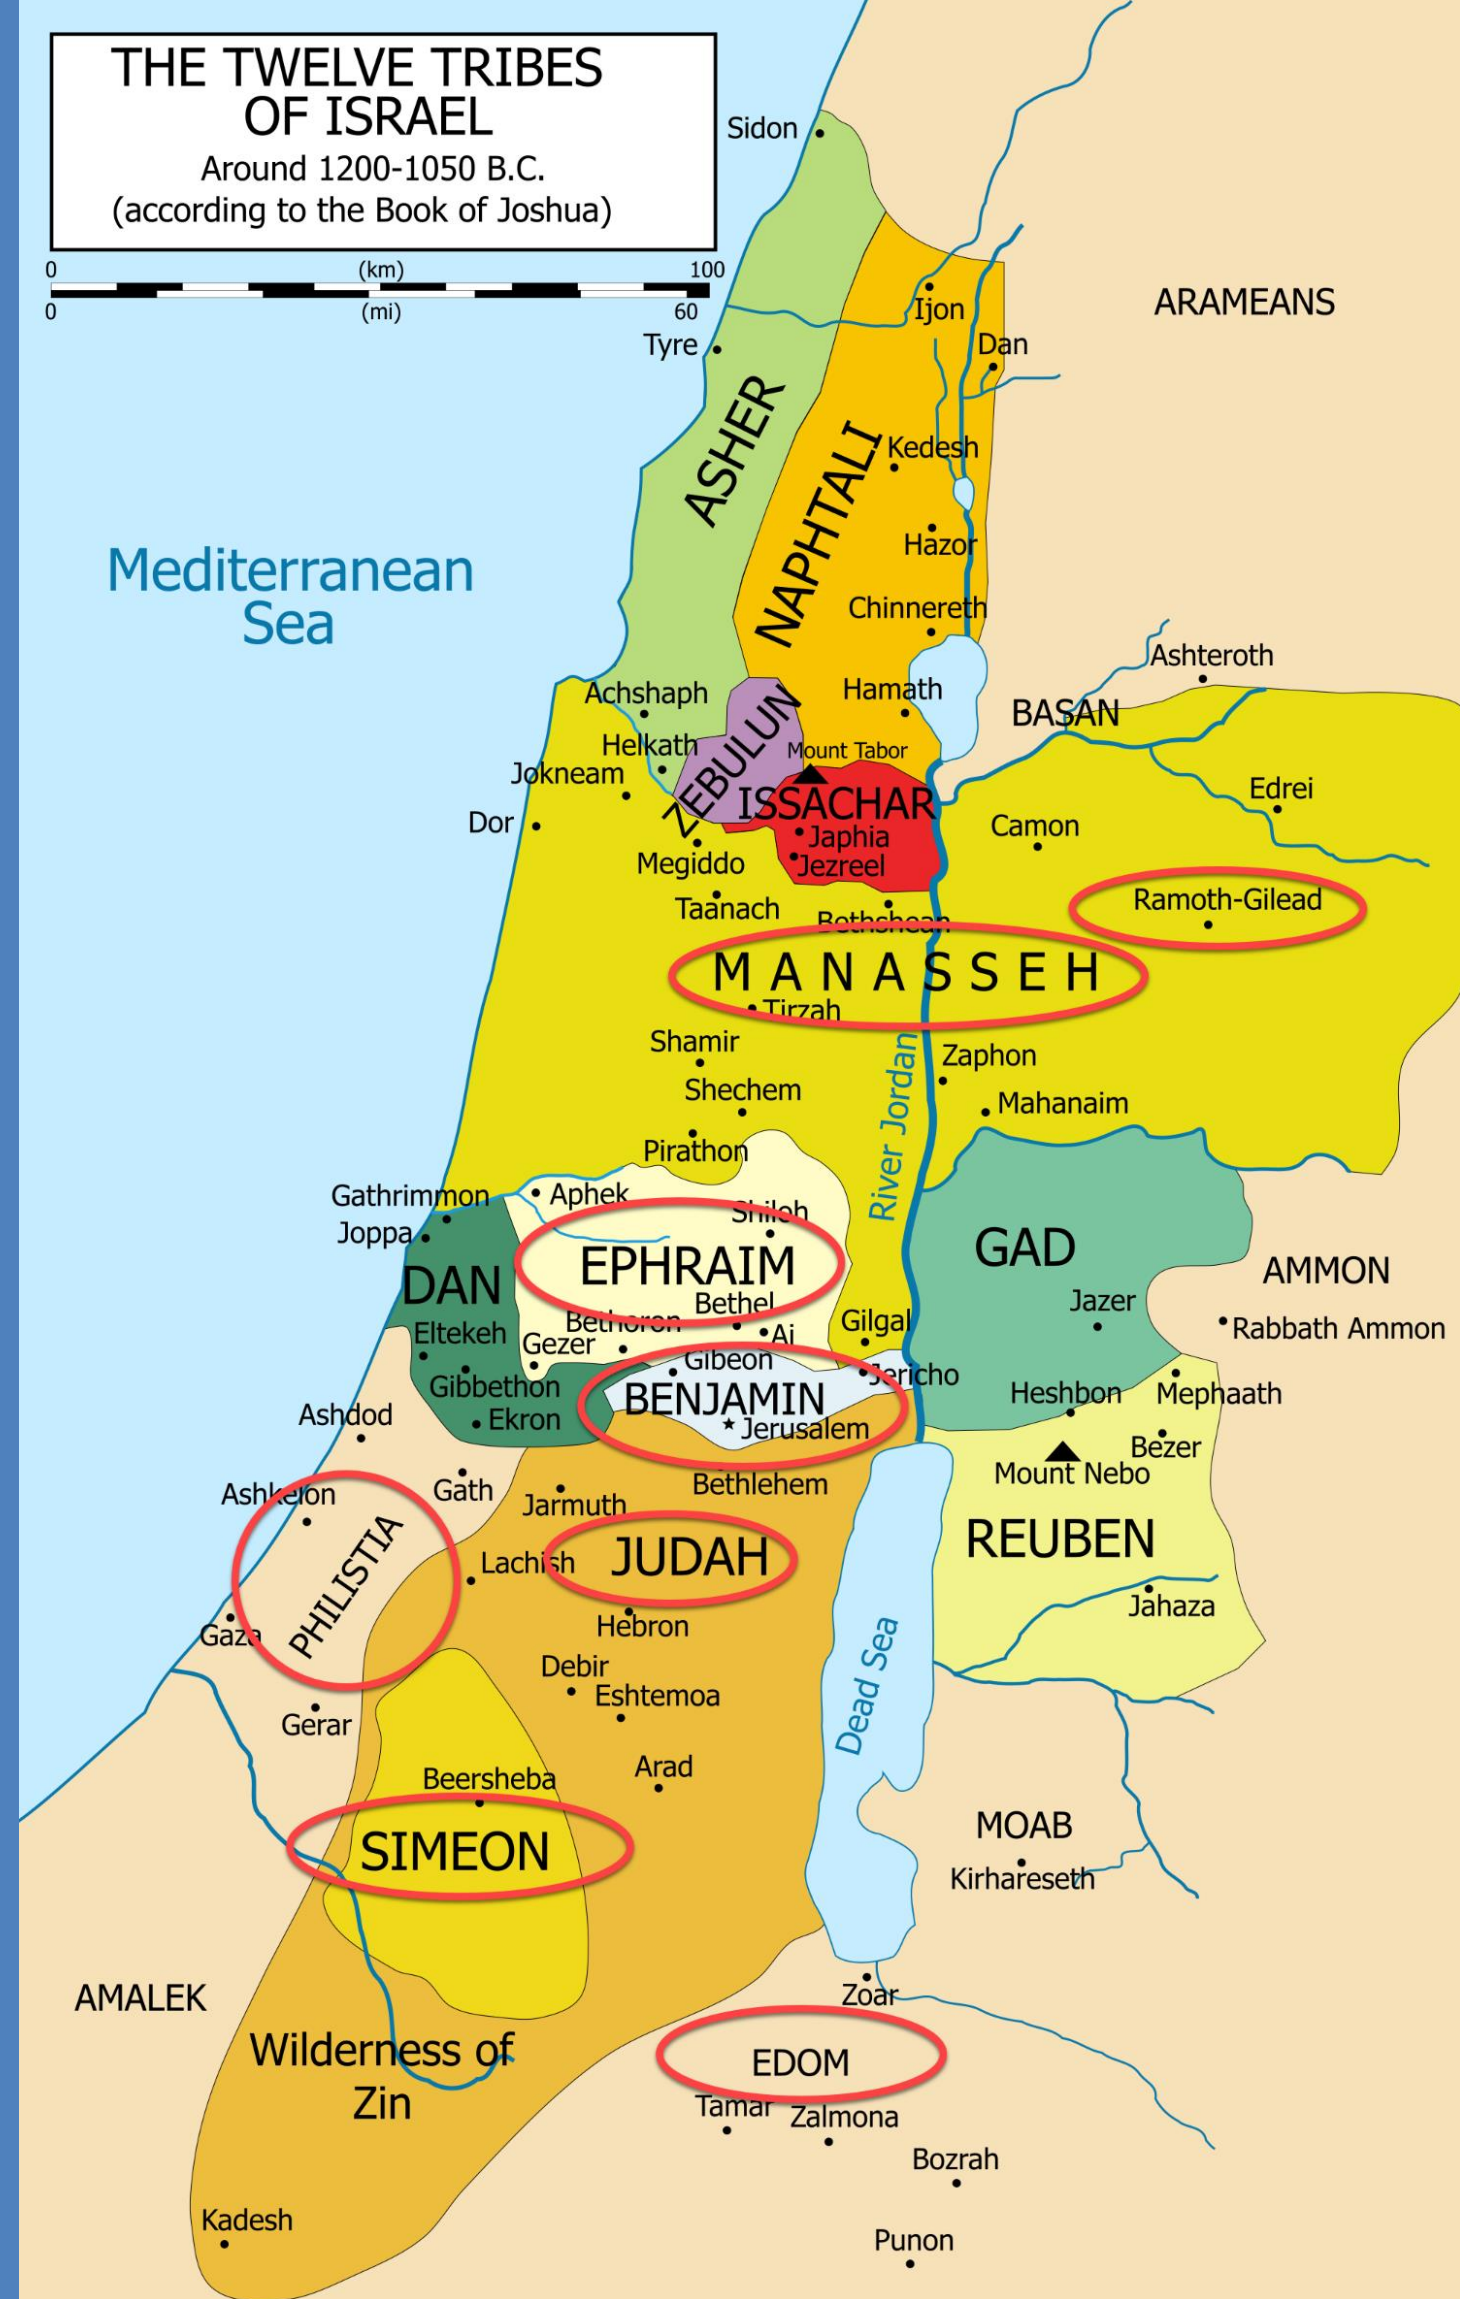 THE TWELVE TRIBES
OF ISRAEL
Around 1200-1050 B.C.
(according to the Book of Joshua)
0 (km) 100
0 (mi) 60
Sidon
ARAMEANS
Ijon
Tyre
Dan
ASHER
NAPHTALI
Kedesh
Hazor
Mediterranean
Sea
Chinnereth
Ashteroth
Achshaph
Hamath
BASAN
ZEBULUN
Helkath
Mount Tabor
Jokneam
Edrei
ISSACHAR
Dor
Camon
Japhia
Megiddo
Jezreel
Ramoth-Gilead
Taanach
Bethshean
MANASSEH
Tirzah
Shamir
Zaphon
Shechem
Mahanaim
River Jordan
Pirathon
Gathrimmon
Aphek
Shiloh
Joppa
GAD
EPHRAIM
AMMON
DAN
Bethel
Jazer
Bethoron
Gilgal
Rabbath Ammon
Eltekeh
Gezer
Ai
Gibeon
Jericho
Gibbethon
BENJAMIN
Heshbon
Mephaath
Ashdod
Ekron
Jerusalem
Bezer
Mount Nebo
Bethlehem
Gath
Ashkelon
Jarmuth
REUBEN
JUDAH
Lachish
PHILISTIA
Jahaza
Hebron
Gaza
Debir
Dead Sea
Eshtemoa
Gerar
Arad
Beersheba
MOAB
SIMEON
Kirhareseth
AMALEK
Zoar
Wilderness of
Zin
EDOM
Tamar
Zalmona
Bozrah
Kadesh
Punon